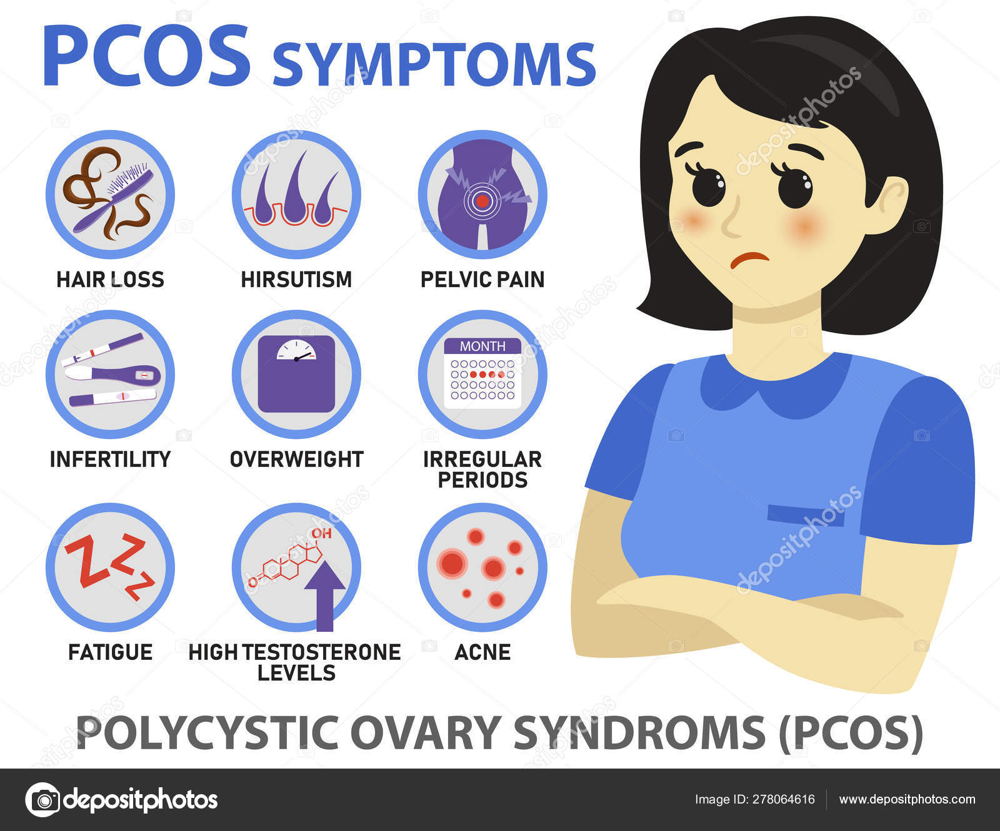 PCOS SYMPTOMS
HAIR LOSS
HIRSUTISM
PELVIC PAIN
MONTH
INFERTILITY
OVERWEIGHT
IRREGULAR
PERIODS
OH
O
FATIGUE
HIGH TESTOSTERONE
LEVELS
ACNE
POLYCYSTIC OVARY SYNDROMS (PCOS)
depositphotos
Image ID: 278064616
www.depositphotos.com